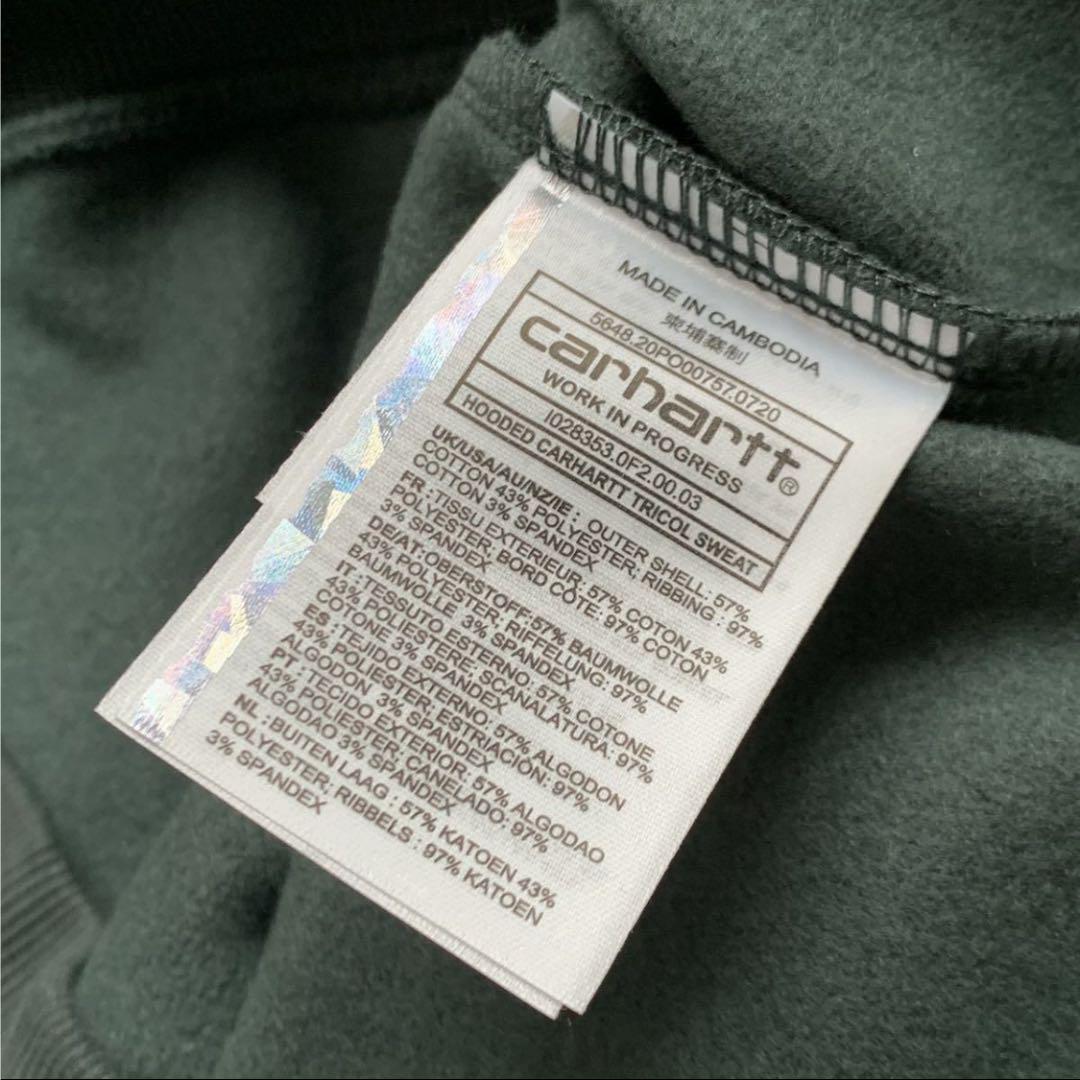 MADE IN CAMBODIA
柬埔寨制
5648.20PO00757.0720
carhartt®
WORK IN PROGRESS
I028353.0F2.00.03
HOODED CARHARTT TRICOL SWEAT
UK/USA/AU/NZ/IE : OUTER SHELL: 57%
COTTON 43% POLYESTER; RIBBING : 97%
COTTON 3% SPANDEX
FR : TISSU EXTERIEUR: 57% COTON 43%
POLYESTER; BORD COTE: 97% COTON
3% SPANDEX
DE/AT: OBERSTOFF:57% BAUMWOLLE
43% POLYESTER, RIFFELUNG: 97%
BAUMWOLLE 3% SPANDEX
IT : TESSUTO ESTERNO: 57% COTONE
43% POLIESTERE; SCANALATURA: 97%
COTONE 3% SPANDEX
ES : TEJIDO EXTERNO: 57% ALGODON
43% POLIESTER, ESTRIACIÓN: 97%
ALGODON 3% SPANDEX
PT : TECIDO EXTERIOR: 57% ALGODAO
43% POLIESTER, CANELADO: 97%
ALGODAO 3% SPANDEX
NL : BUITEN LAAG : 57% KATOEN 43%
POLYESTER; RIBBELS : 97% KATOEN
3% SPANDEX